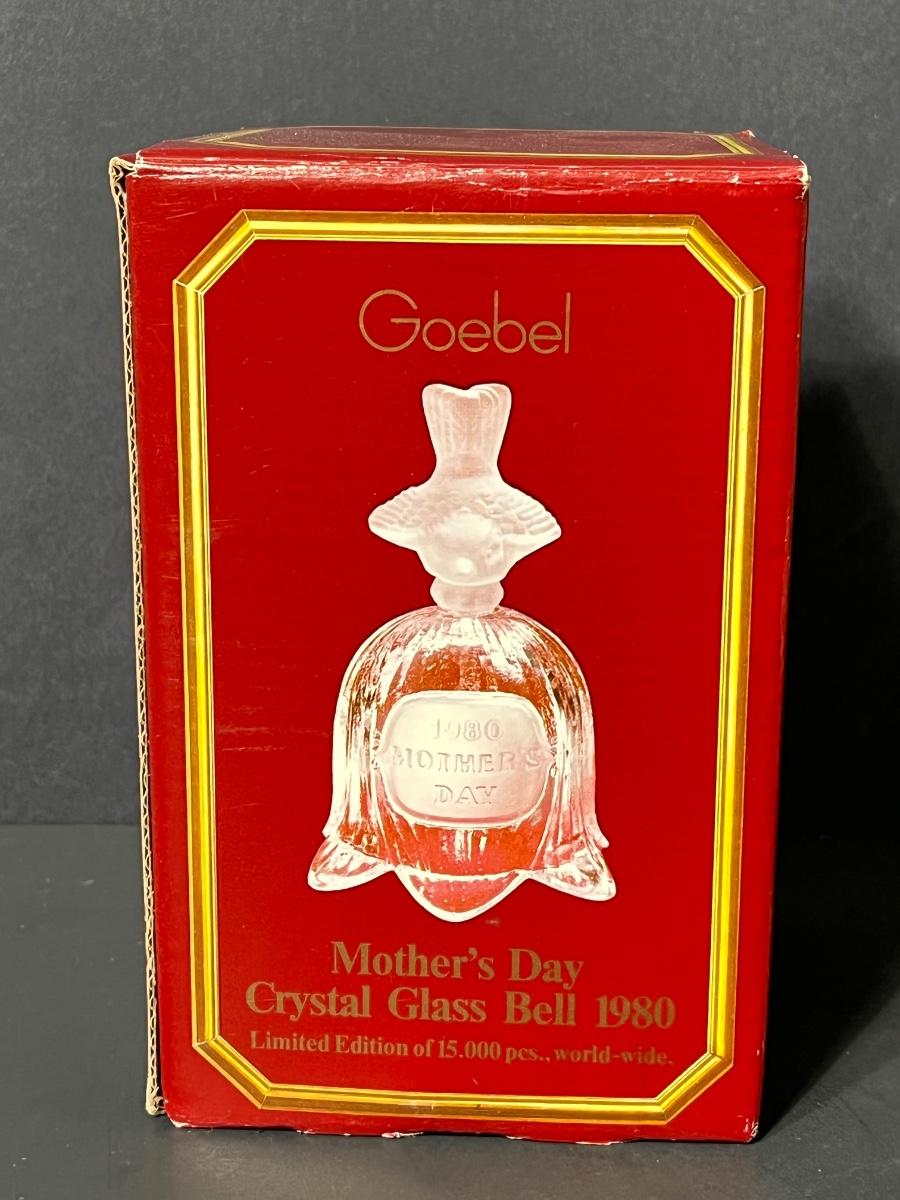 Goebel
1980
MOTHER'S
DAY
Mother's Day
Crystal Glass Bell 1980
Limited Edition of 15.000 pcs., world-wide.